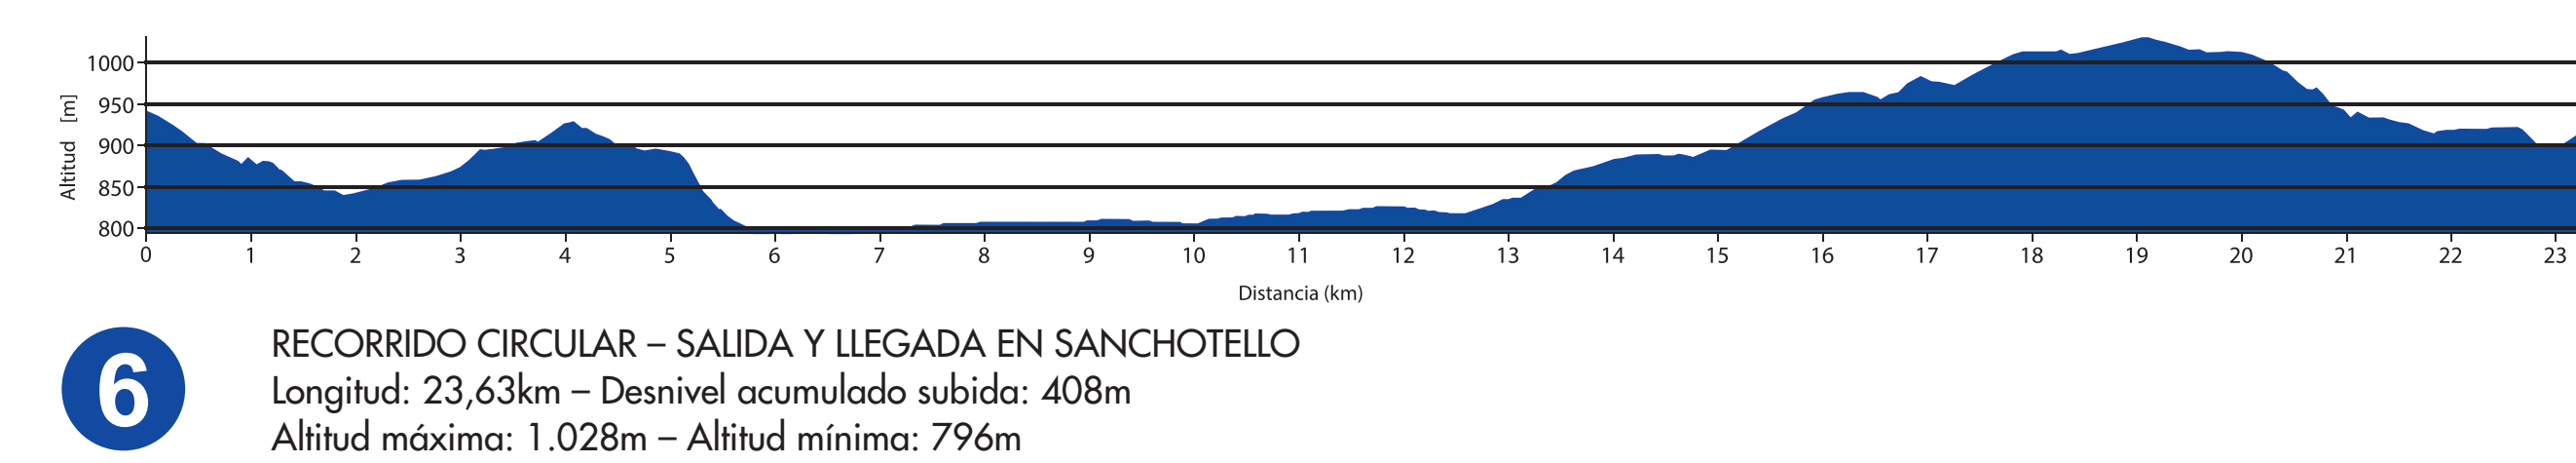 1000
950
900
850
800
Altitud [m]
0 1 2 3 4 5 6 7 8 9 10 11 12 13 14 15 16 17 18 19 20 21 22 23
Distancia (km)
6
RECORRIDO CIRCULAR – SALIDA Y LLEGADA EN SANCHOTELLO
Longitud: 23,63km – Desnivel acumulado subida: 408m
Altitud máxima: 1.028m – Altitud mínima: 796m